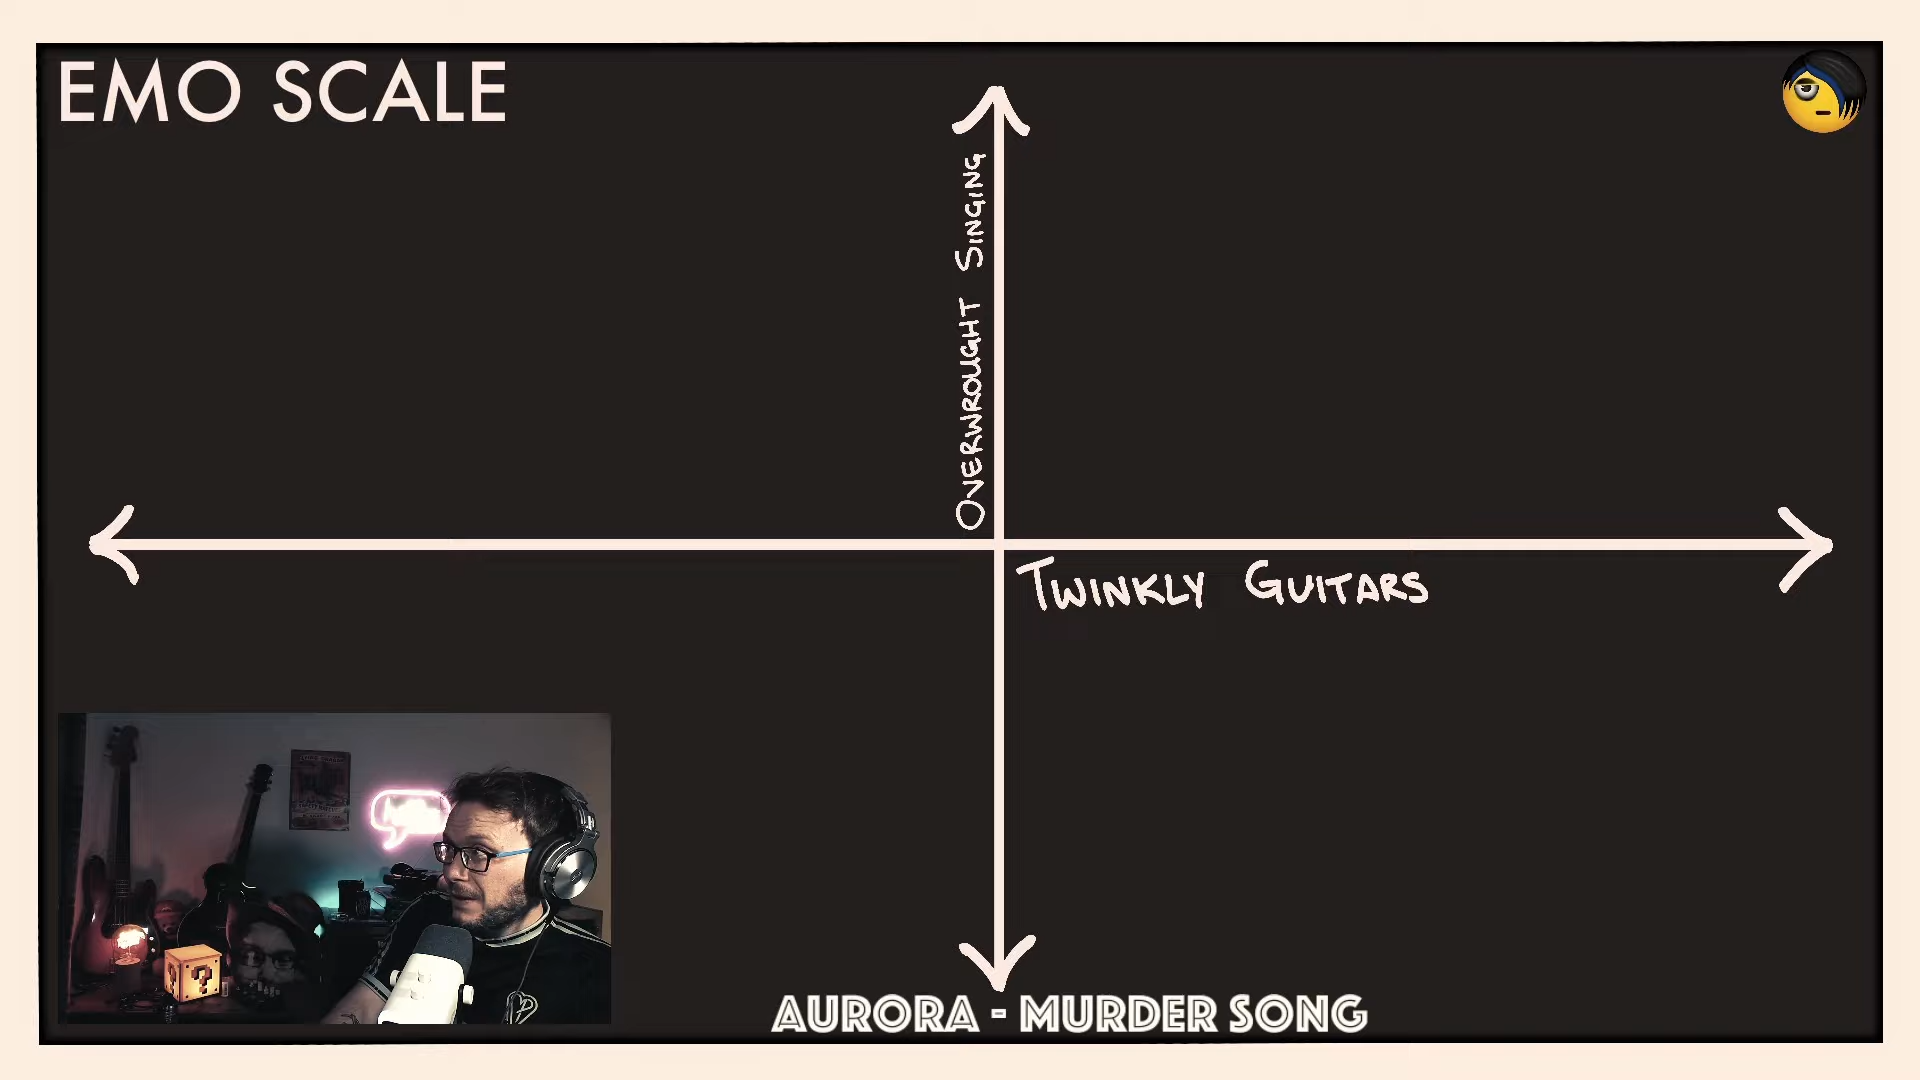 EMO SCALE
OVERWROUGHT SINGING
TWINKLY GUITARS
?
AURORA - MURDER SONG